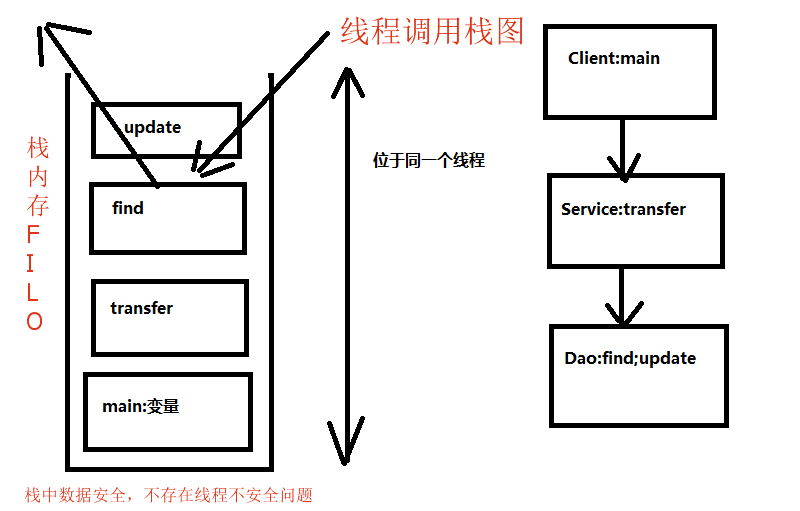 线程调用栈图
Client:main
update
栈
内
存
F
I
L
O
位于同一个线程
find
Service:transfer
transfer
Dao:find;update
main:变量
栈中数据安全，不存在线程不安全问题